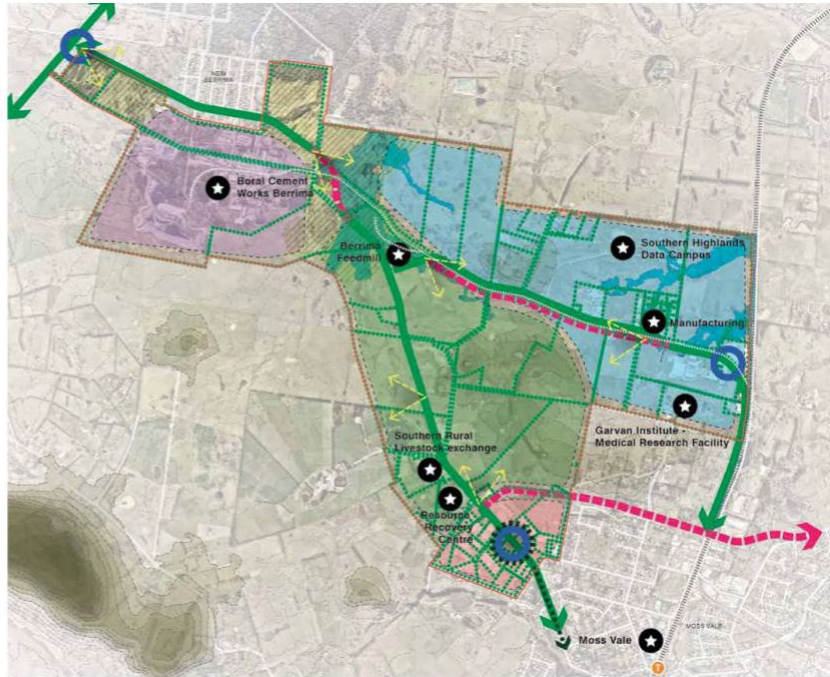 NEW
BERRIMA
Boral Cement
Works Berrima
Berrima
Feedmill
Southern Highlands
Data Campus
Manufacturing
Garvan Institute -
Medical Research Facility
Southern Rural
Livestock exchange
Resource
Recovery
Centre
MOSS VALE
Moss Vale
T